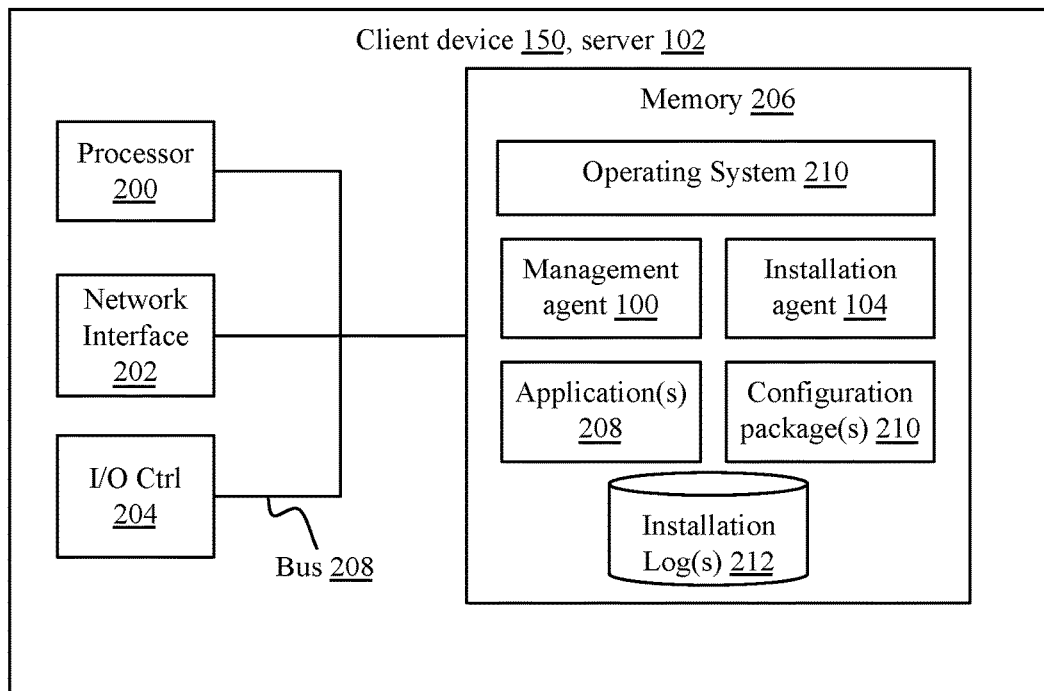 Client device 150, server 102
Processor
200
Network
Interface
202
I/O Ctrl
204
Bus 208
Memory 206
Operating System 210
Management
agent 100
Installation
agent 104
Application(s)
208
Configuration
package(s) 210
Installation
Log(s) 212